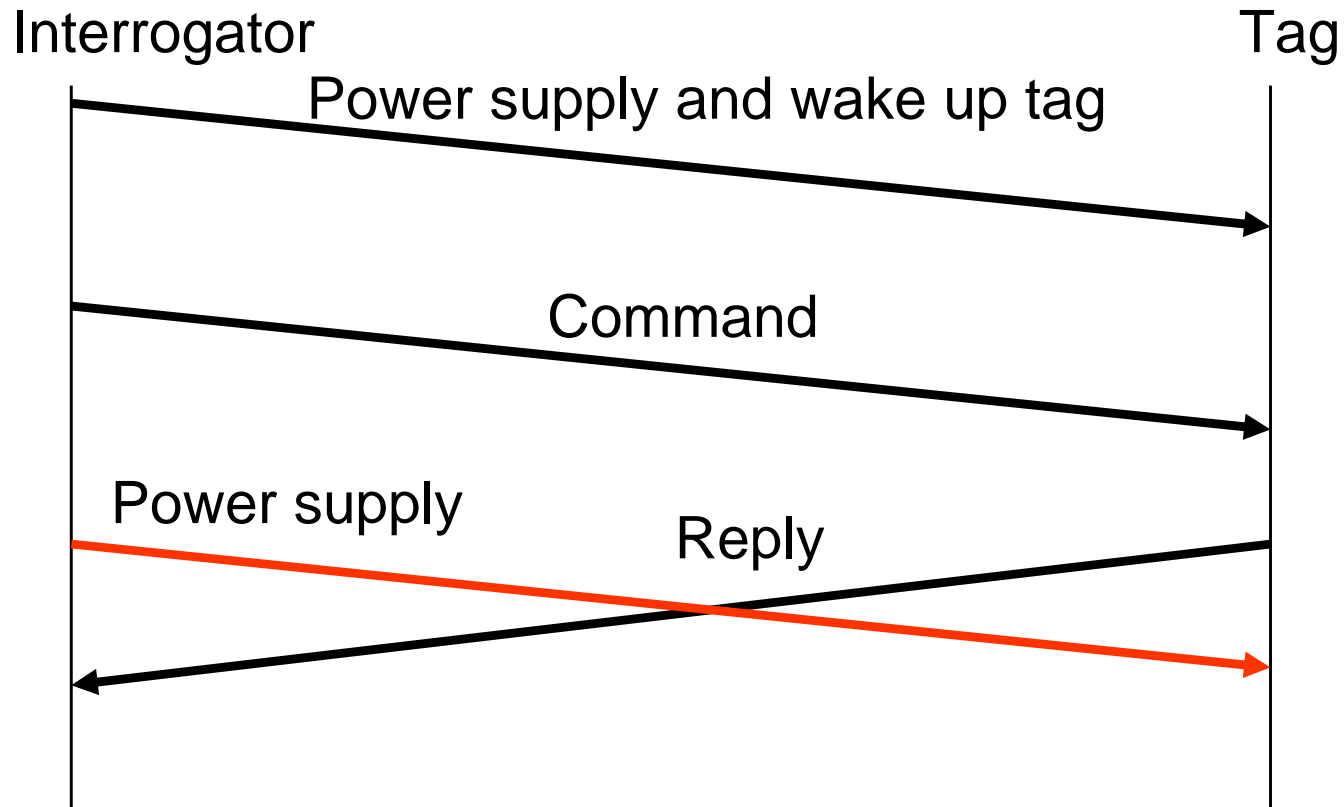 Interrogator
Tag
Power supply and wake up tag
Command
Power supply
Reply